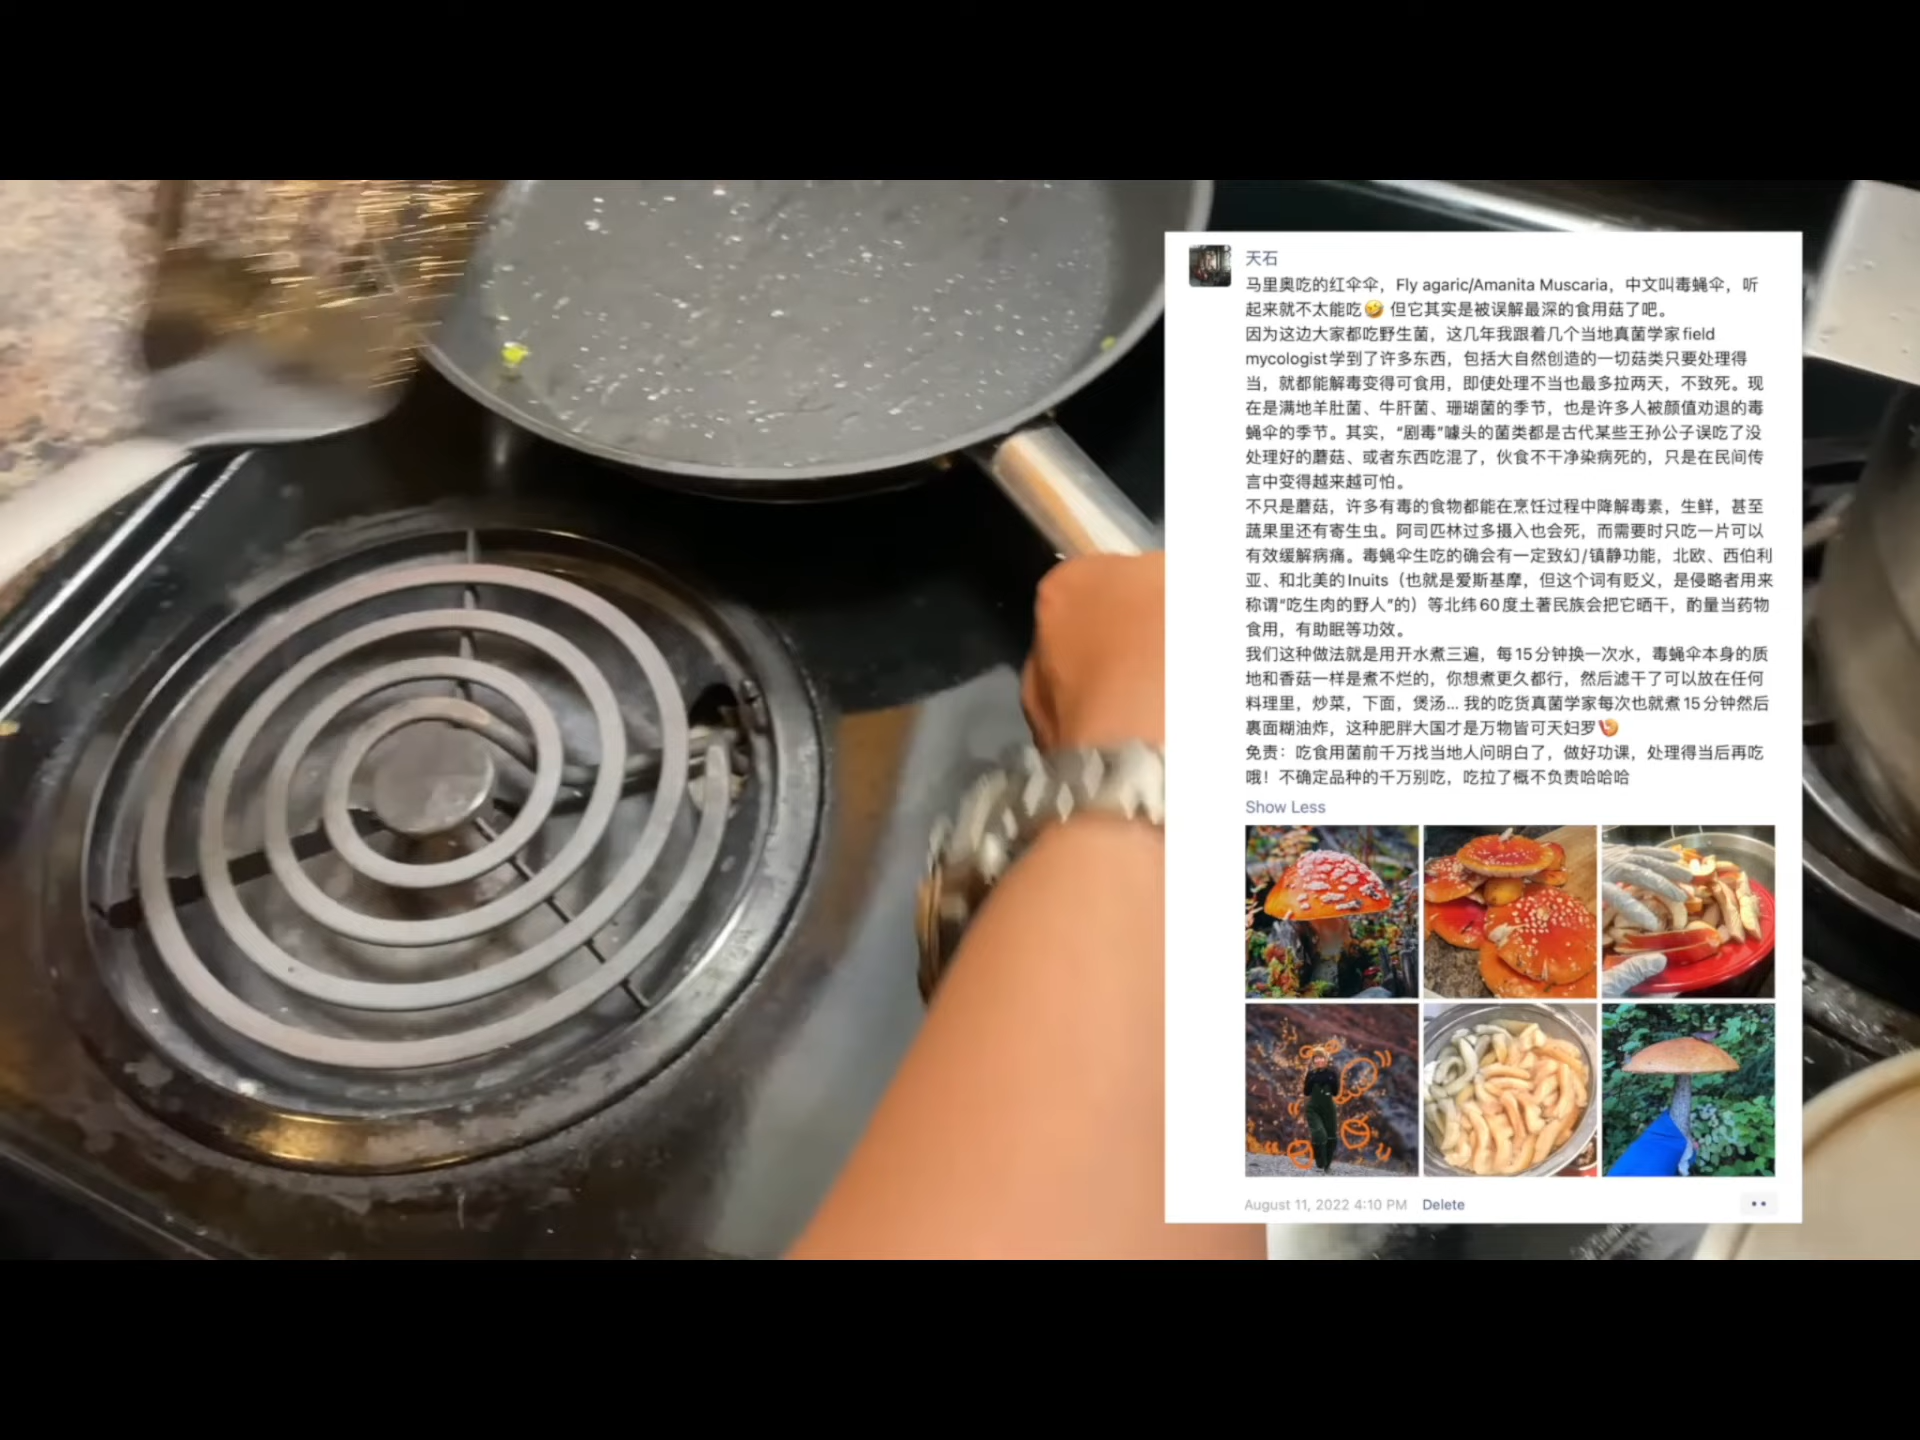 天石
马里奥吃的红伞伞，Fly agaric/Amanita Muscaria，中文叫毒蝇伞，听
起来就不太能吃🤣 但它其实是被误解最深的食用菇了吧。
因为这边大家都吃野生菌，这几年我跟着几个当地真菌学家field
mycologist学到了许多东西，包括大自然创造的一切菇类只要处理得
当，就都能解毒变得可食用，即使处理不当也最多拉两天，不致死。现
在是满地羊肚菌、牛肝菌、珊瑚菌的季节，也是许多人被颜值劝退的毒
蝇伞的季节。其实，“剧毒”噱头的菌类都是古代某些王孙公子误吃了没
处理好的蘑菇、或者东西吃混了，伙食不干净染病死的，只是在民间传
言中变得越来越可怕。
不只是蘑菇，许多有毒的食物都能在烹饪过程中降解毒素，生鲜，甚至
蔬果里还有寄生虫。阿司匹林过多摄入也会死，而需要时只吃一片可以
有效缓解病痛。毒蝇伞生吃的确会有一定致幻/镇静功能，北欧、西伯利
亚、和北美的Inuits（也就是爱斯基摩，但这个词有贬义，是侵略者用来
称谓“吃生肉的野人”的）等北纬60度土著民族会把它晒干，酌量当药物
食用，有助眠等功效。
我们这种做法就是用开水煮三遍，每15分钟换一次水，毒蝇伞本身的质
地和香菇一样是煮不烂的，你想煮更久都行，然后滤干了可以放在任何
料理里，炒菜，下面，煲汤... 我的吃货真菌学家每次也就煮15分钟然后
裹面糊油炸，这种肥胖大国才是万物皆可天妇罗🍤
免责：吃食用菌前千万找当地人问明白了，做好功课，处理得当后再吃
哦！不确定品种的千万别吃，吃拉了概不负责哈哈哈
Show Less
August 11, 2022 4:10 PM Delete